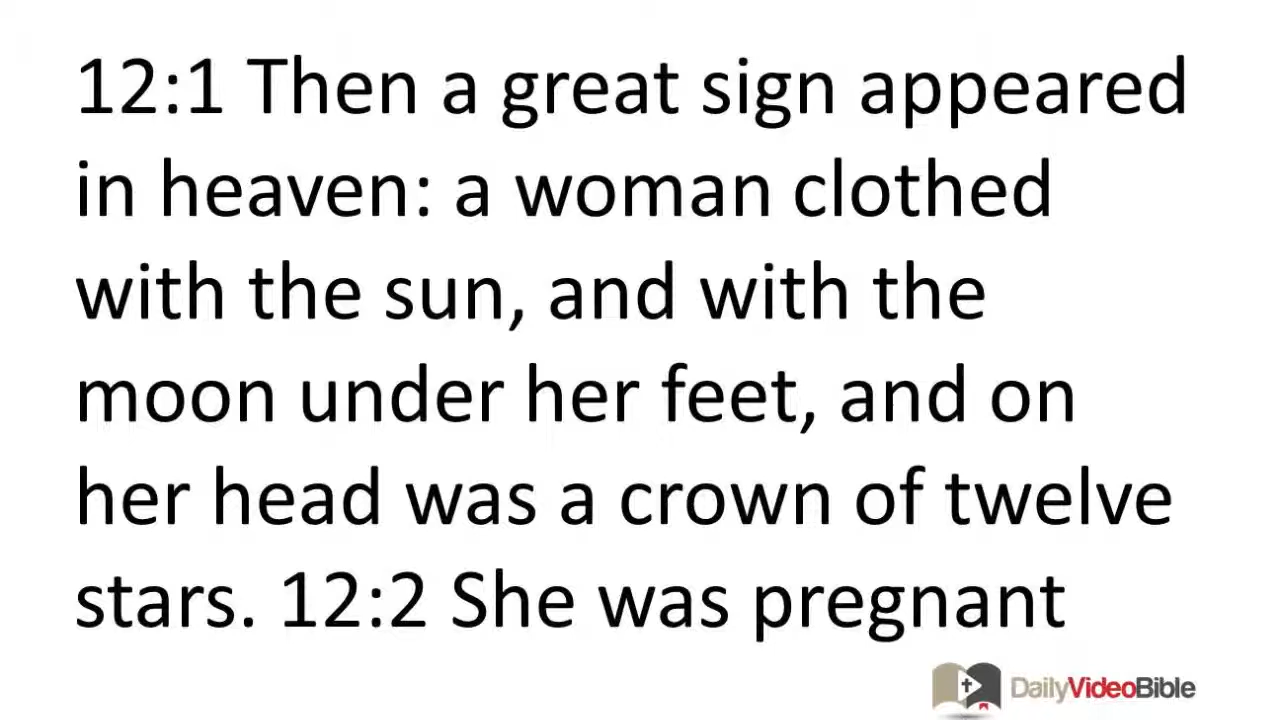 12:1 Then a great sign appeared
in heaven: a woman clothed
with the sun, and with the
moon under her feet, and on
her head was a crown of twelve
stars. 12:2 She was pregnant
DailyVideoBible